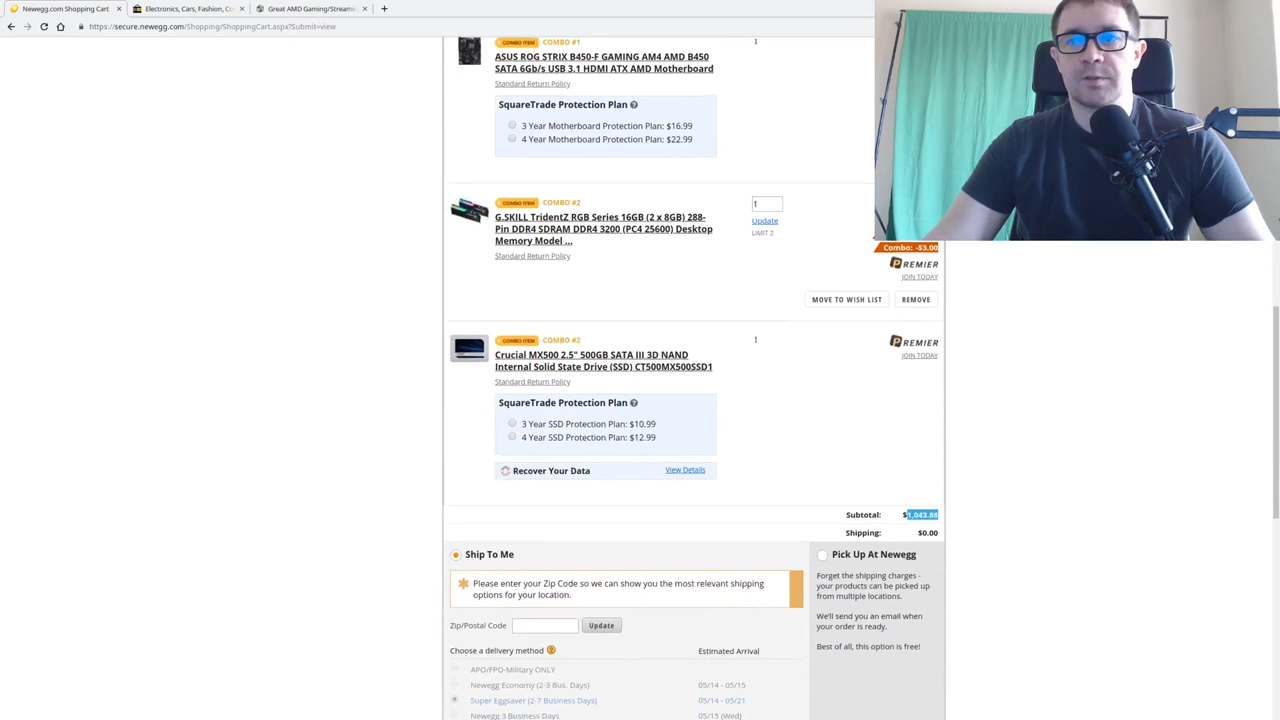 Newegg.com Shopping Cart
Electronics, Cars, Fashion, Co
Great AMD Gaming/Streami
https://secure.newegg.com/Shopping/ShoppingCart.aspx?Submit=view
COMBO ITEM COMBO #1 1
ASUS ROG STRIX B450-F GAMING AM4 AMD B450
SATA 6Gb/s USB 3.1 HDMI ATX AMD Motherboard
Standard Return Policy
SquareTrade Protection Plan ?
3 Year Motherboard Protection Plan: $16.99
4 Year Motherboard Protection Plan: $22.99
COMBO ITEM COMBO #2 1
G.SKILL TridentZ RGB Series 16GB (2 x 8GB) 288-
Pin DDR4 SDRAM DDR4 3200 (PC4 25600) Desktop
Memory Model ...
Update
LIMIT 2
Standard Return Policy
Combo: -$3.00
PREMIER
JOIN TODAY
MOVE TO WISH LIST REMOVE
COMBO ITEM COMBO #2 1
PREMIER
JOIN TODAY
Crucial MX500 2.5" 500GB SATA III 3D NAND
Internal Solid State Drive (SSD) CT500MX500SSD1
Standard Return Policy
SquareTrade Protection Plan ?
3 Year SSD Protection Plan: $10.99
4 Year SSD Protection Plan: $12.99
Recover Your Data View Details
Subtotal: $1,043.68
Shipping: $0.00
Ship To Me
Please enter your Zip Code so we can show you the most relevant shipping
options for your location.
Zip/Postal Code Update
Choose a delivery method ? Estimated Arrival
APO/FPO-Military ONLY
Newegg Economy (2-3 Bus. Days) 05/14 - 05/15
Super Eggsaver (2-7 Business Days) 05/14 - 05/21
Newegg 3 Business Days 05/15 (Wed)
Pick Up At Newegg
Forget the shipping charges -
your products can be picked up
from multiple locations.
We'll send you an email when
your order is ready.
Best of all, this option is free!